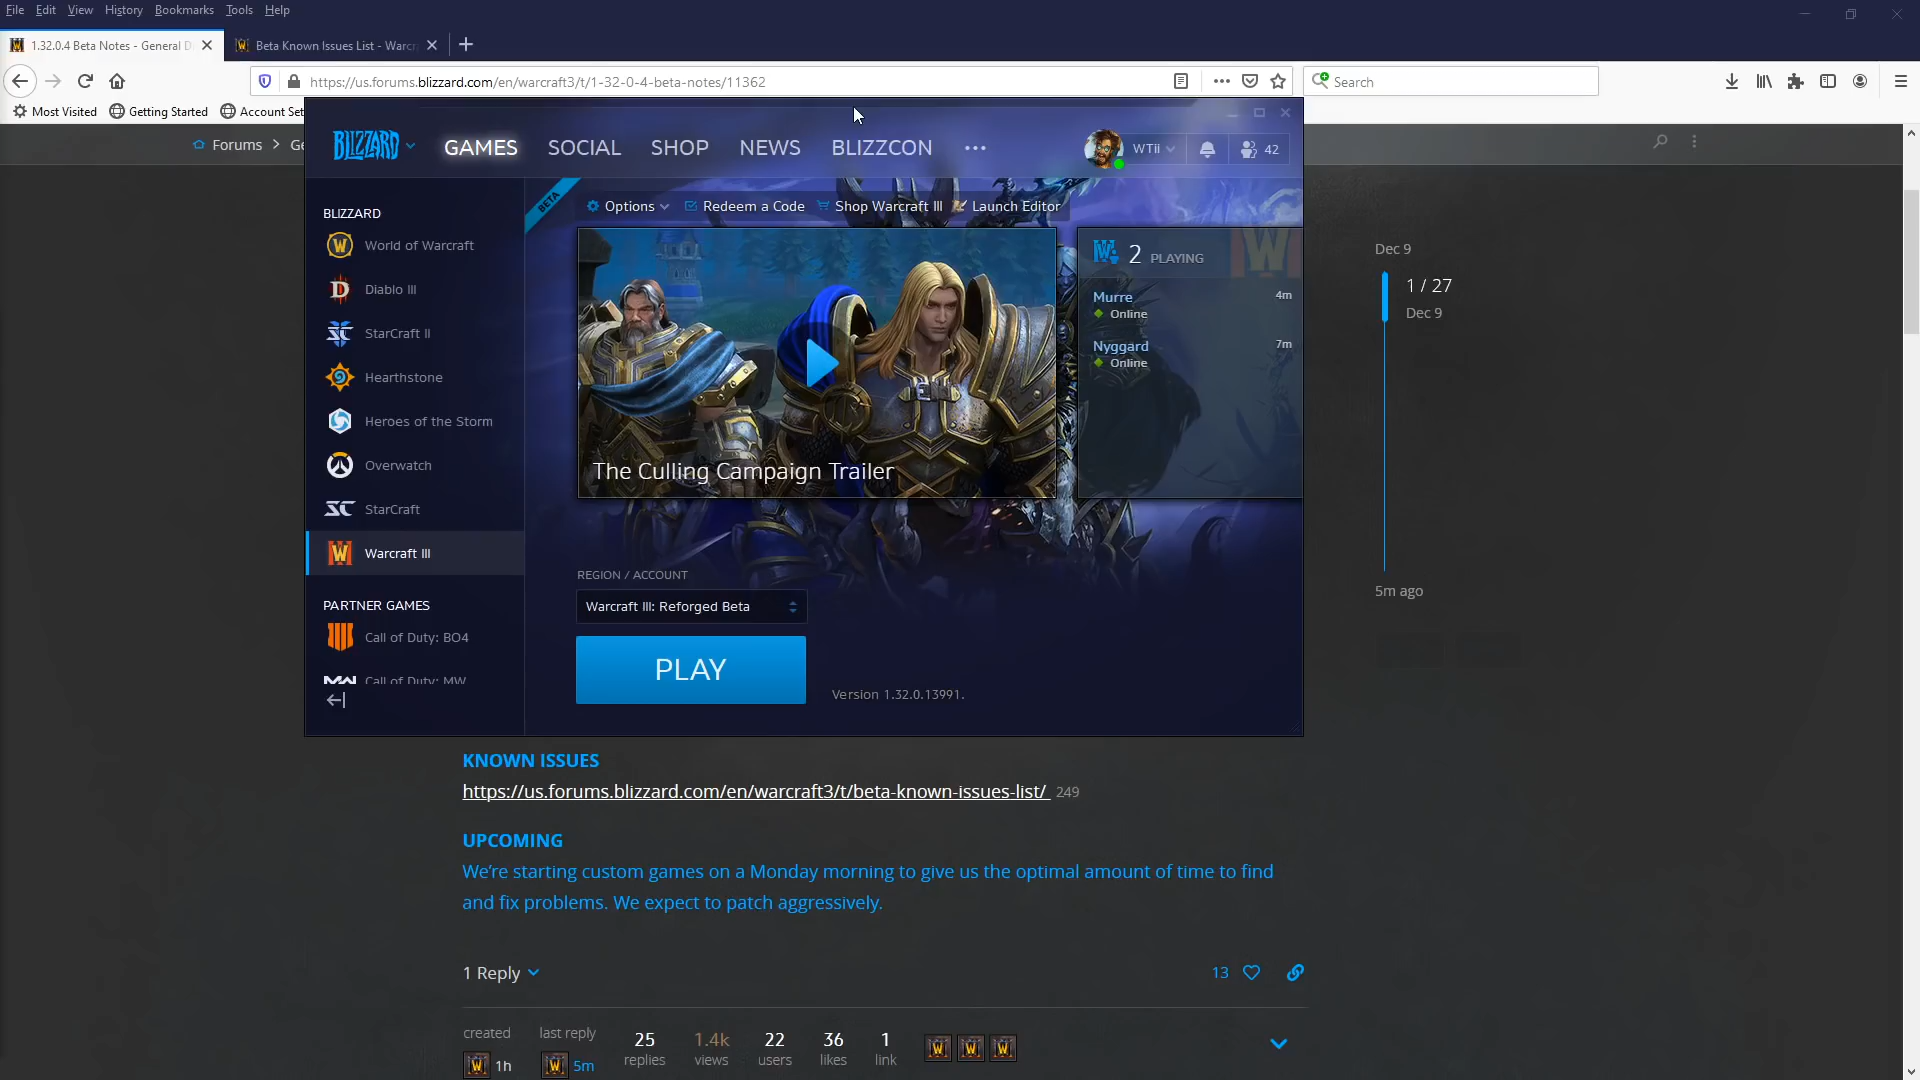 File Edit View History Bookmarks Tools Help
1.32.0.4 Beta Notes - General D
Beta Known Issues List - Warcr
https://us.forums.blizzard.com/en/warcraft3/t/1-32-0-4-beta-notes/11362
Search
Most Visited Getting Started Account Set
Forums > Ge
BLIZZARD GAMES SOCIAL SHOP NEWS BLIZZCON
WTii 42
BETA
Options Redeem a Code Shop Warcraft III Launch Editor
BLIZZARD
World of Warcraft
Diablo III
StarCraft II
Hearthstone
Heroes of the Storm
Overwatch
StarCraft
Warcraft III
PARTNER GAMES
Call of Duty: BO4
Call of Duty: MW
The Culling Campaign Trailer
2 PLAYING
Murre 4m
Online
Nyggard 7m
Online
REGION / ACCOUNT
Warcraft III: Reforged Beta
PLAY
Version 1.32.0.13991.
Dec 9
1 / 27
Dec 9
5m ago
KNOWN ISSUES
https://us.forums.blizzard.com/en/warcraft3/t/beta-known-issues-list/ 249
UPCOMING
We’re starting custom games on a Monday morning to give us the optimal amount of time to find
and fix problems. We expect to patch aggressively.
1 Reply
13
created last reply 25 1.4k 22 36 1
1h 5m replies views users likes link